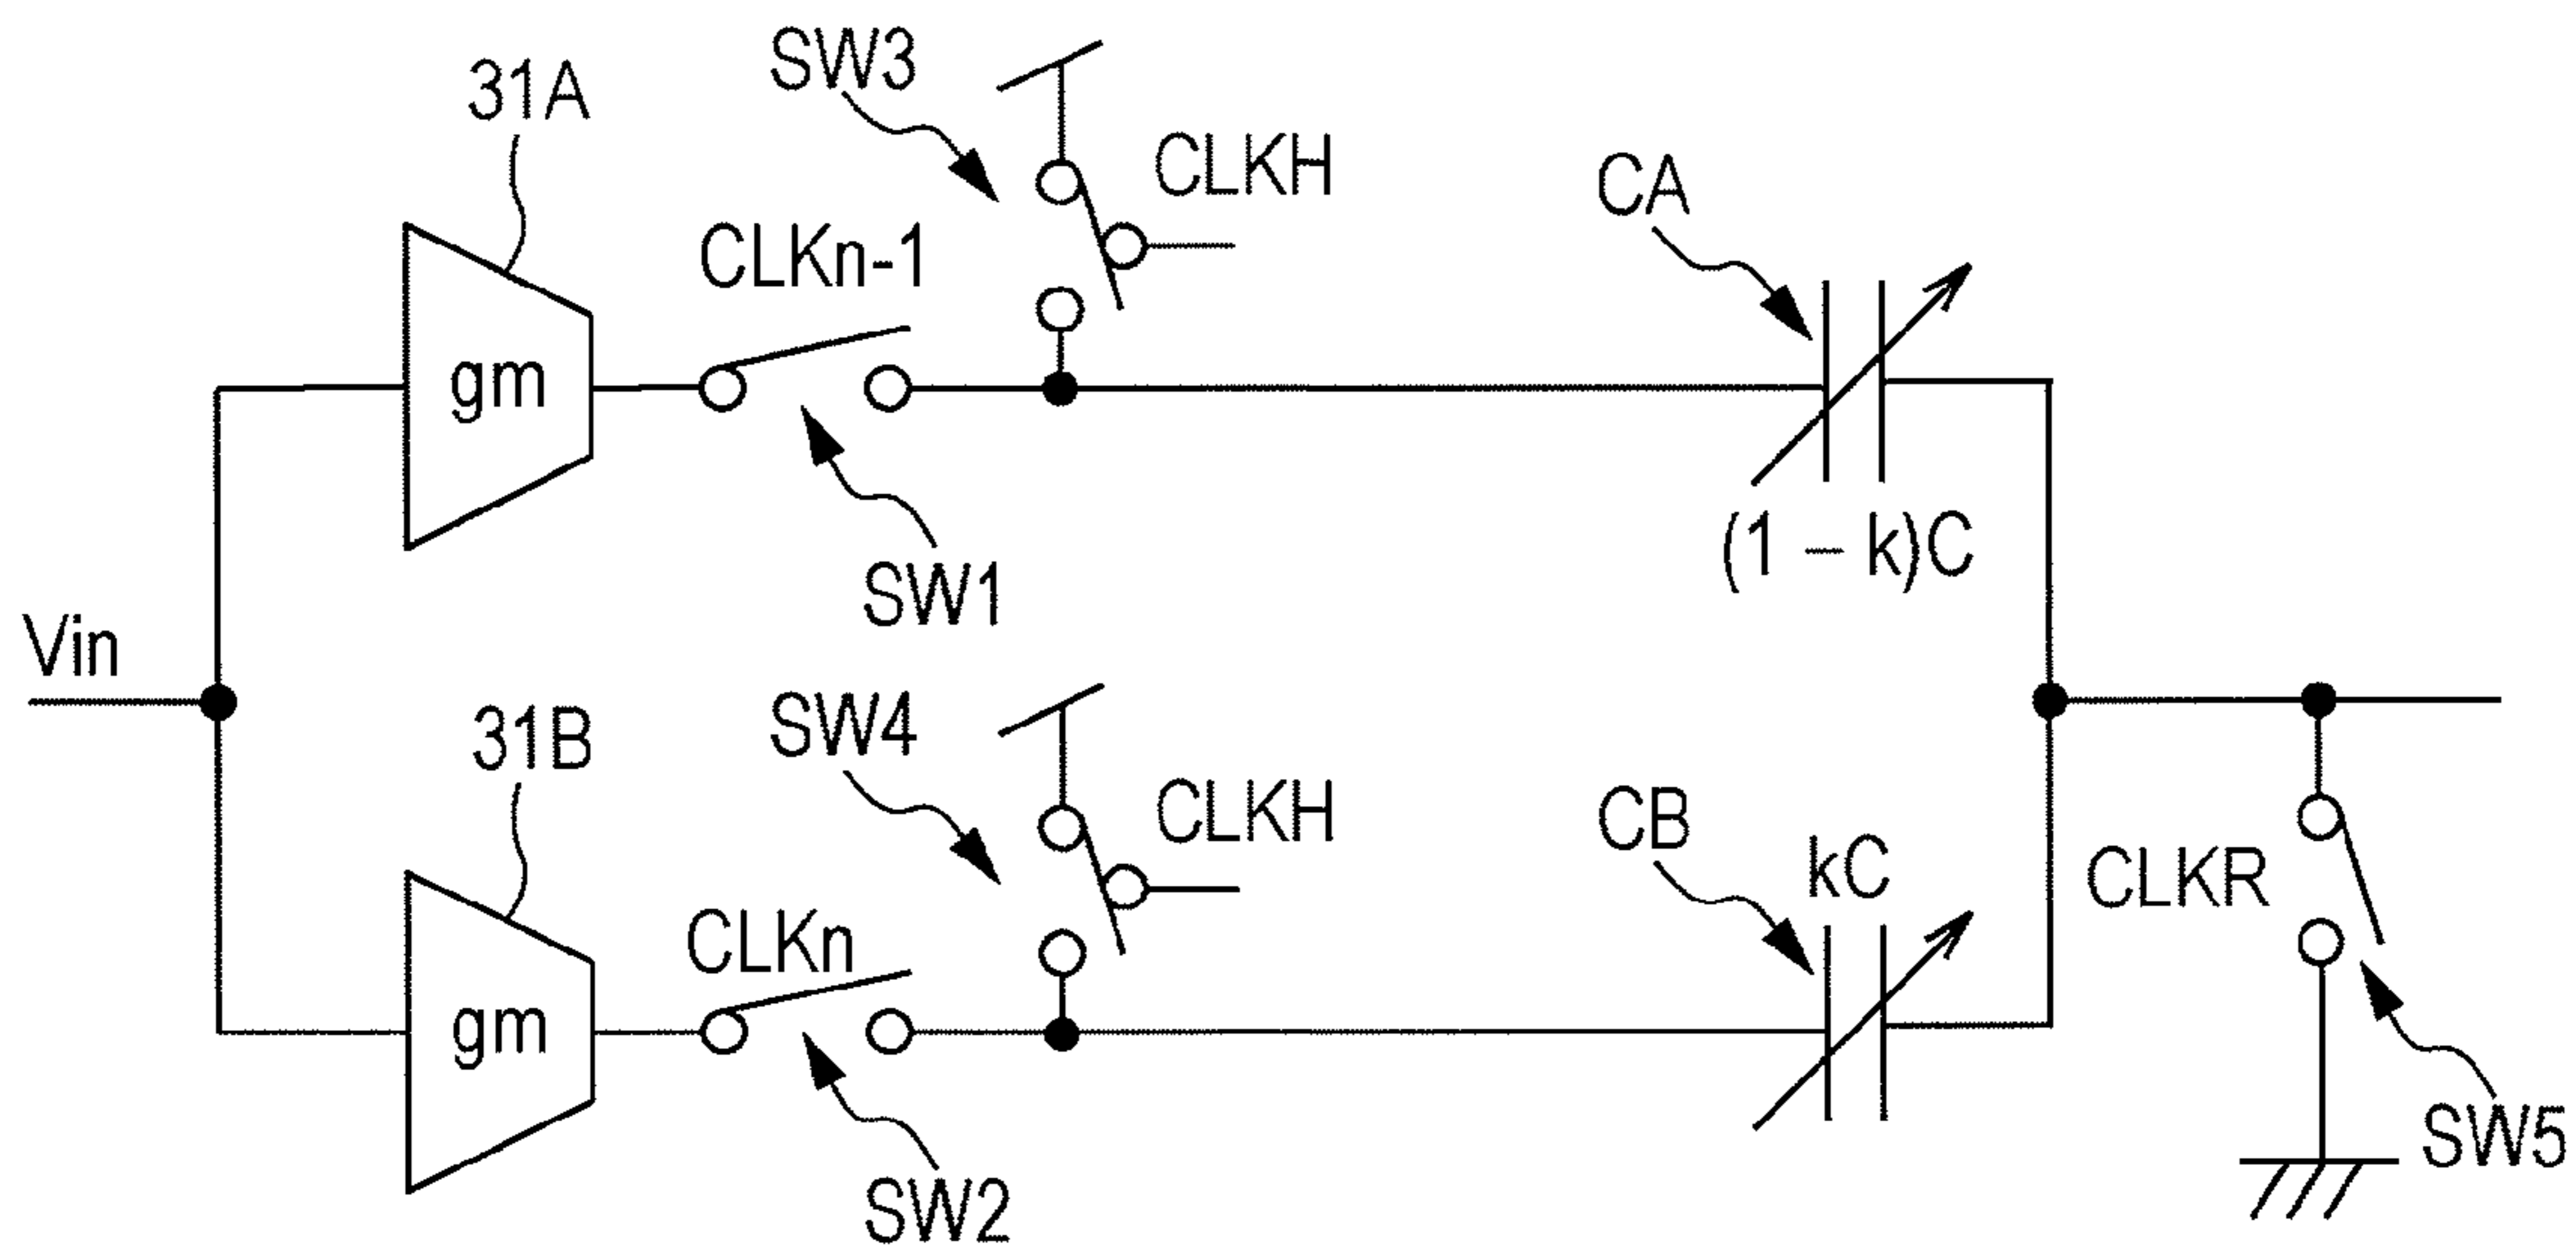 SW3
31A
CLKH
CLKn-1
CA
gm
(1 – k)C
SW1
Vin
SW4
31B
CLKH
CB
kC
CLKR
CLKn
gm
SW5
SW2